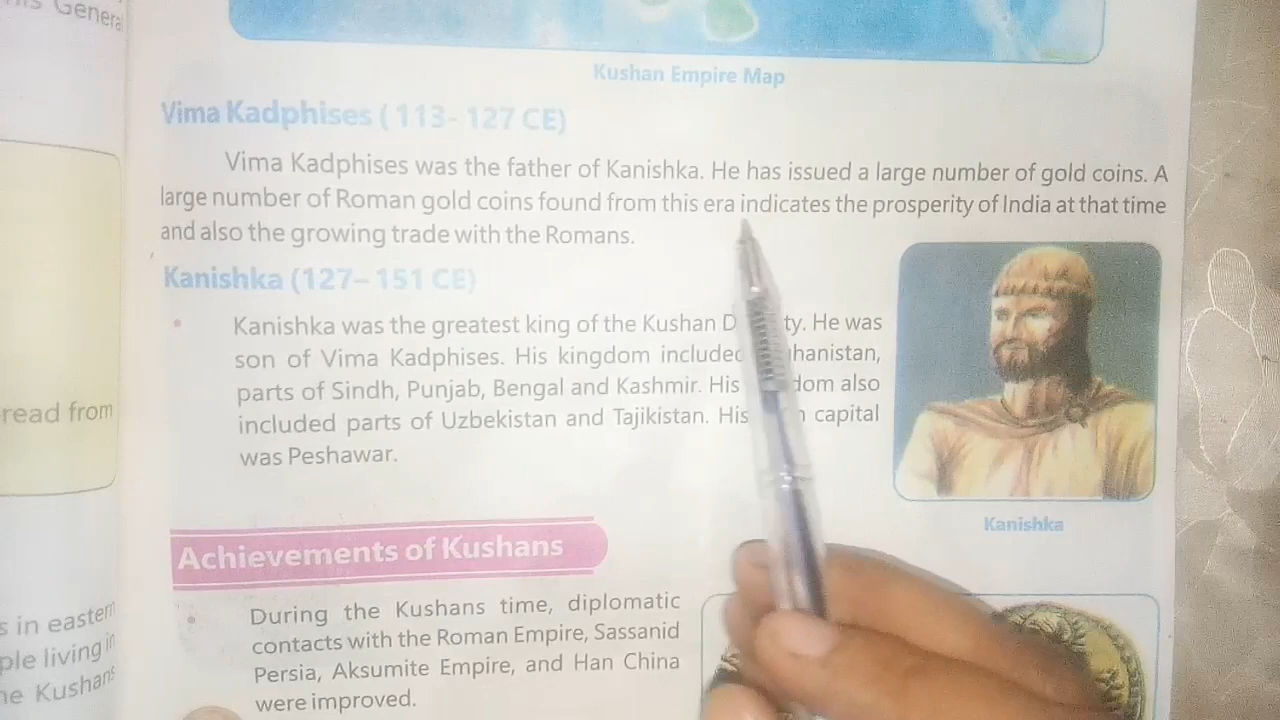 General
Kushan Empire Map
Vima Kadphises ( 113- 127 CE)
Vima Kadphises was the father of Kanishka. He has issued a large number of gold coins. A
large number of Roman gold coins found from this era indicates the prosperity of India at that time
and also the growing trade with the Romans.
Kanishka (127– 151 CE)
Kanishka was the greatest king of the Kushan D ty. He was
son of Vima Kadphises. His kingdom included hanistan,
parts of Sindh, Punjab, Bengal and Kashmir. His dom also
included parts of Uzbekistan and Tajikistan. His capital
was Peshawar.
Kanishka
read from
Achievements of Kushans
During the Kushans time, diplomatic
contacts with the Roman Empire, Sassanid
Persia, Aksumite Empire, and Han China
were improved.
s in eastern
ple living in
he Kushans